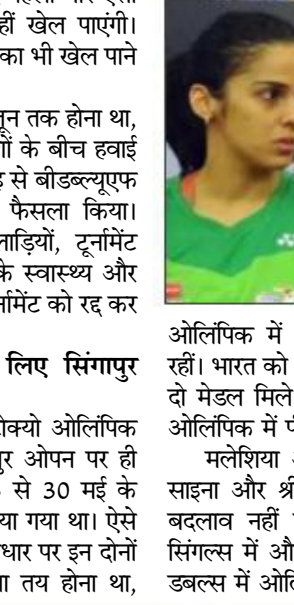 हीं खेल पाएंगी।
का भी खेल पाने
तक होना था,
के बीच हवाई
से बीडब्ल्यूएफ
फैसला किया।
टूर्नामेंट
के स्वास्थ्य और
को रद्द कर
लिए सिंगापुर
ओलिंपिक
ओपन पर ही
से 30 मई के
या गया था। ऐसे
पर इन दोनों
तय होना था,
ओलिंपिक में
रहीं। भारत को
दो मेडल मिले
ओलिंपिक में
मलेशिया
साइना और
बदलाव नहीं
सिंगल्स में
डबल्स में